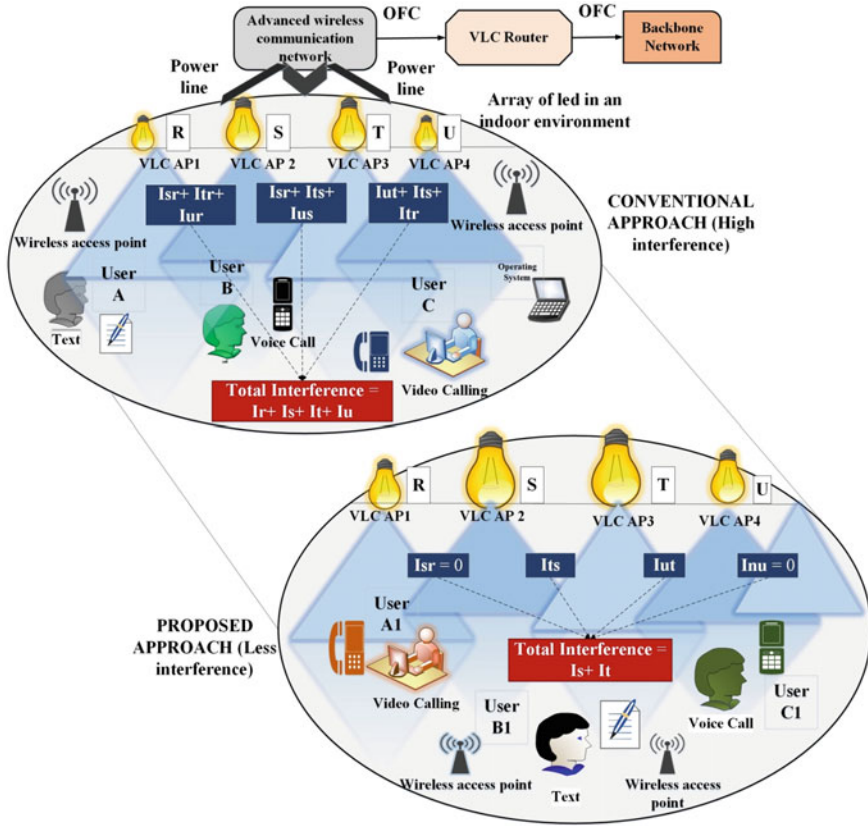 Advanced wireless
communication
network
OFC
VLC Router
OFC
Backbone
Network
Power
line
Power
line
Array of led in an
indoor environment
R
S
T
U
VLC AP1
VLC AP 2
VLC AP3
VLC AP4
Isr+ Itr+
Iur
Isr+ Its+
Ius
Iut+ Its+
Itr
Wireless access point
Wireless access point
CONVENTIONAL
APPROACH (High
interference)
User
A
User
B
User
C
Operating
System
Text
Voice Call
Video Calling
Total Interference =
Ir+ Is+ It+ Iu
R
S
T
U
VLC AP1
VLC AP 2
VLC AP3
VLC AP4
Isr = 0
Its
Iut
Inu = 0
PROPOSED
APPROACH (Less
interference)
User
A1
Total Interference =
Is+ It
Video Calling
User
B1
Voice Call
User
C1
Wireless access point
Text
Wireless access
point